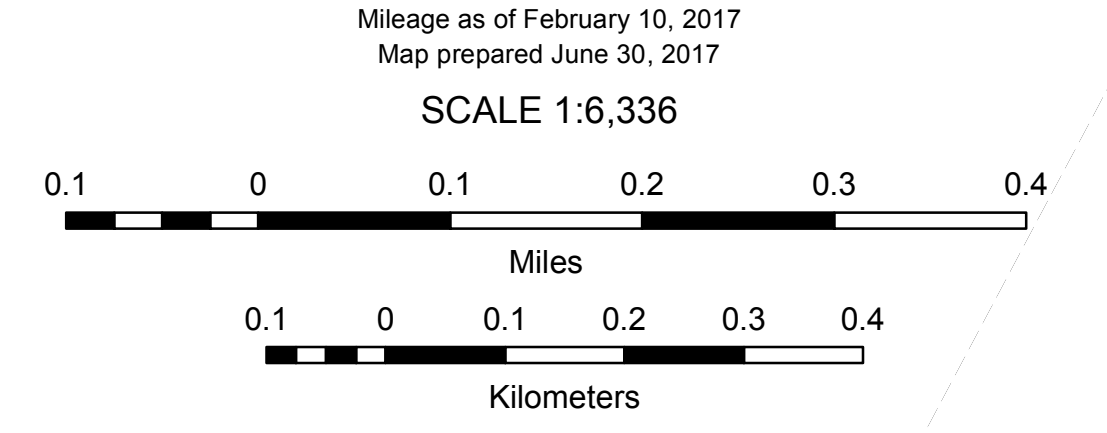 Mileage as of February 10, 2017
Map prepared June 30, 2017
SCALE 1:6,336
0.1 0 0.1 0.2 0.3 0.4
Miles
0.1 0 0.1 0.2 0.3 0.4
Kilometers